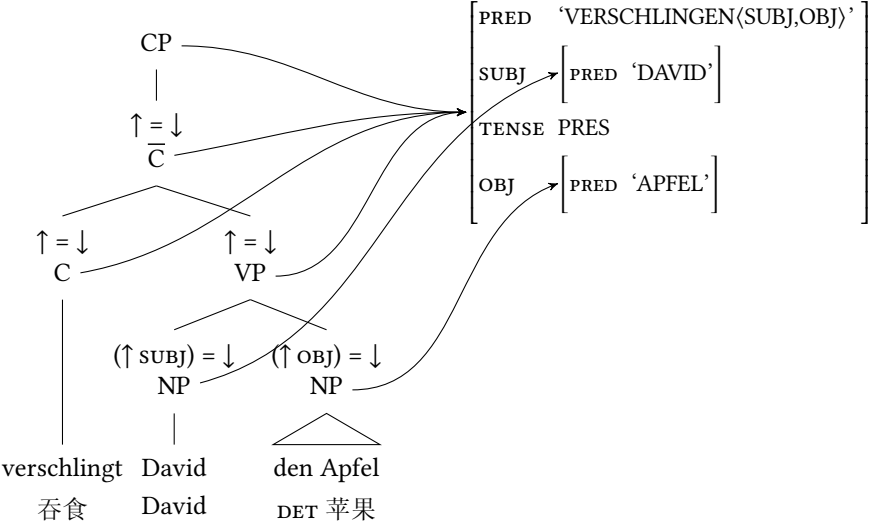 PRED ‘VERSCHLINGEN⟨SUBJ,OBJ⟩’
SUBJ [PRED ‘DAVID’]
TENSE PRES
OBJ [PRED ‘APFEL’]
CP
↑ = ↓
C̅
↑ = ↓ ↑ = ↓
C VP
(↑ SUBJ) = ↓ (↑ OBJ) = ↓
NP NP
verschlingt David den Apfel
吞食 David DET 苹果